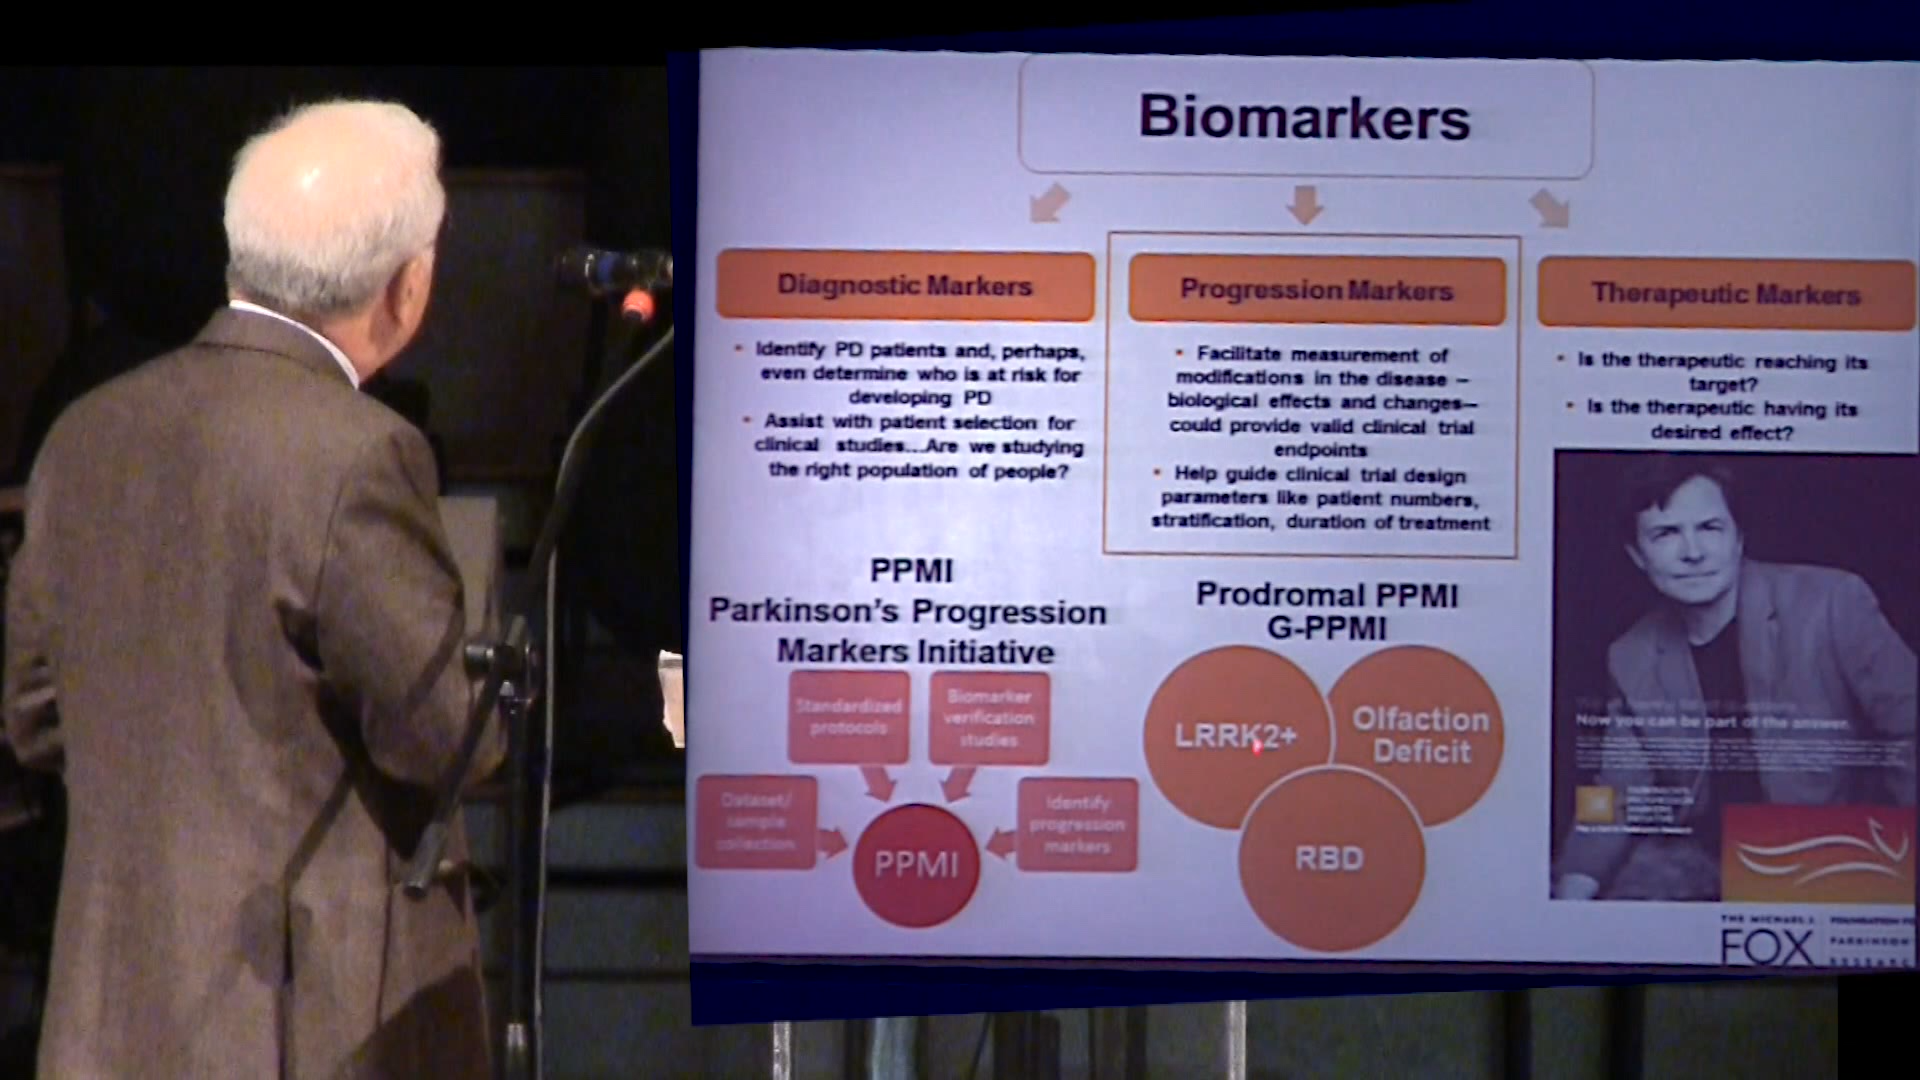 Biomarkers
Diagnostic Markers
• Identify PD patients and, perhaps,
even determine who is at risk for
developing PD
• Assist with patient selection for
clinical studies...Are we studying
the right population of people?
Progression Markers
• Facilitate measurement of
modifications in the disease –
biological effects and changes–
could provide valid clinical trial
endpoints
• Help guide clinical trial design
parameters like patient numbers,
stratification, duration of treatment
Therapeutic Markers
• Is the therapeutic reaching its
target?
• Is the therapeutic having its
desired effect?
PPMI
Parkinson's Progression
Markers Initiative
Standardized
protocols
Biomarker
verification
studies
Dataset/
sample
collection
Identify
progression
markers
PPMI
Prodromal PPMI
G-PPMI
LRRK2+
Olfaction
Deficit
RBD
Now you can be part of the answer.
THE MICHAEL J.
FOX
FOUNDATION
PARKINSON'